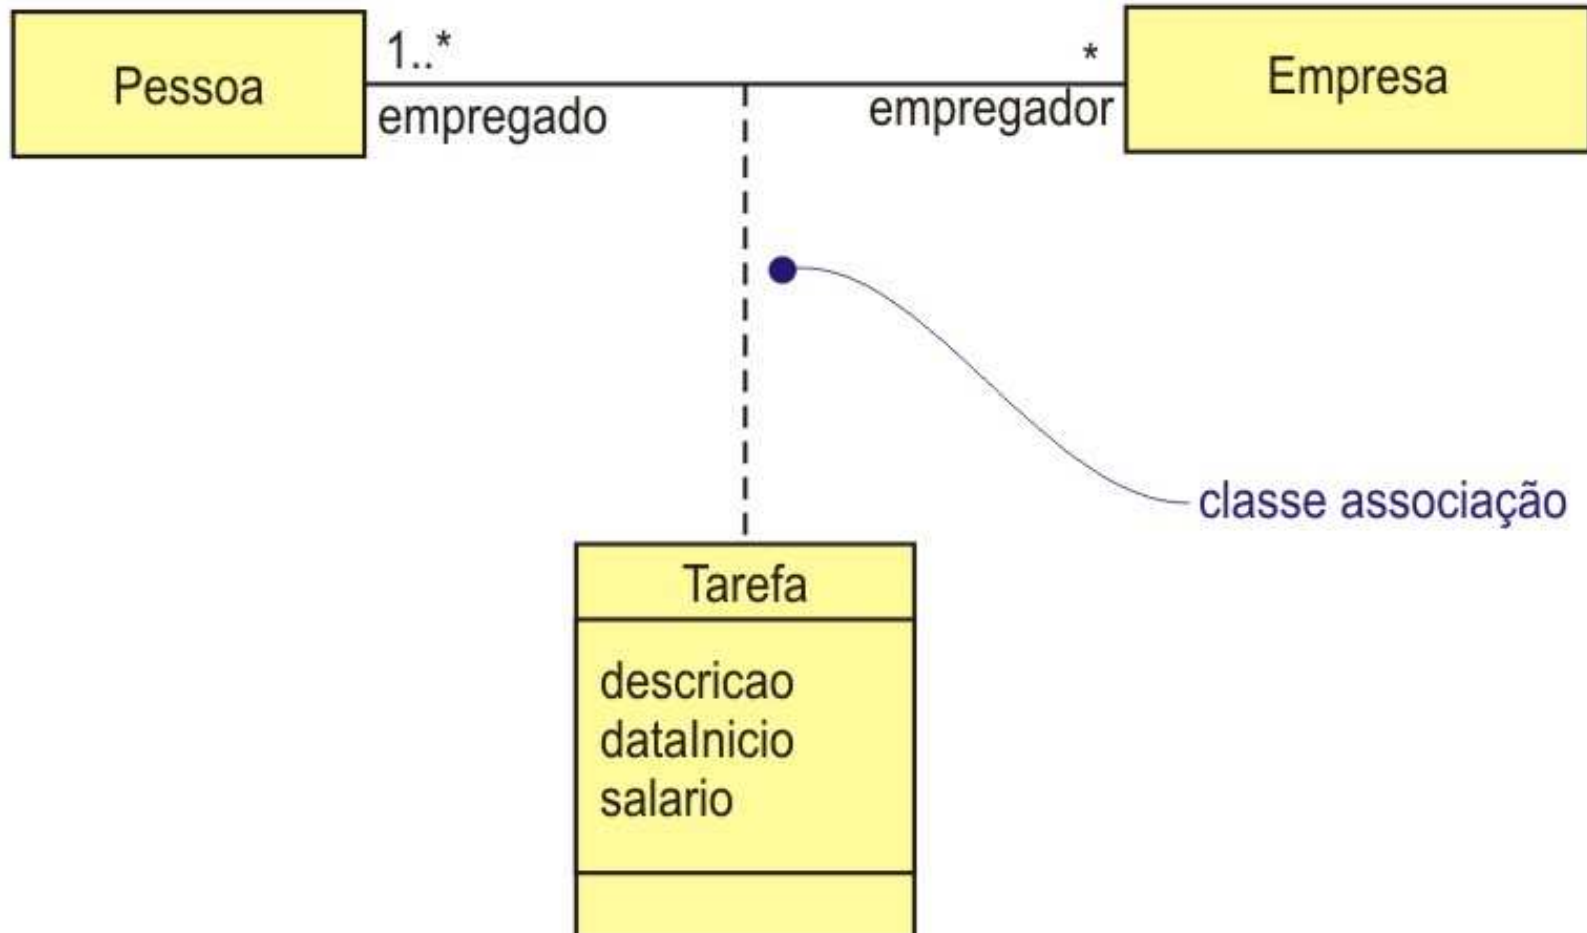 Pessoa
1..*
empregado
*
empregador
Empresa
classe associação
Tarefa
descricao
dataInicio
salario